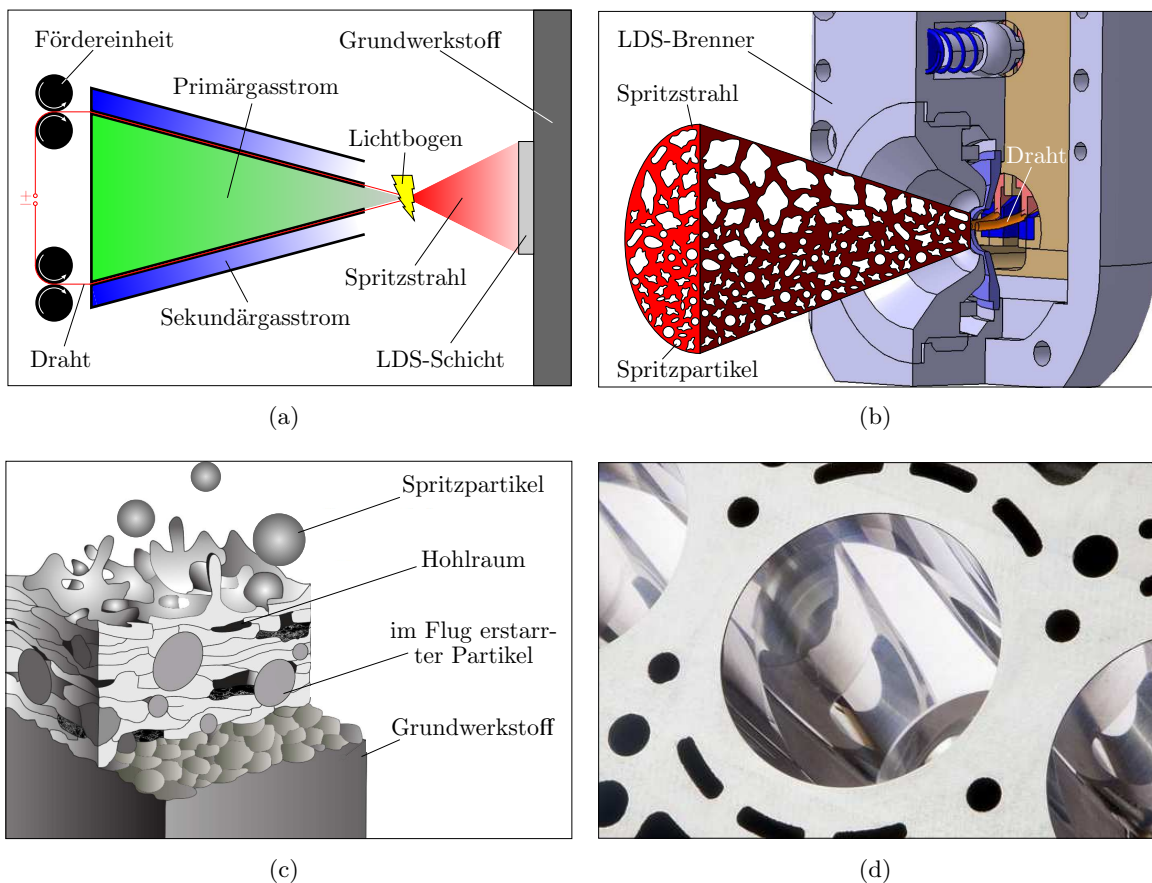 Fördereinheit
Grundwerkstoff
Primärgasstrom
Lichtbogen
±
Spritzstrahl
Sekundärgasstrom
Draht
LDS-Schicht
(a)
LDS-Brenner
Spritzstrahl
Draht
Spritzpartikel
(b)
Spritzpartikel
Hohlraum
im Flug erstarr-
ter Partikel
Grundwerkstoff
(c)
(d)